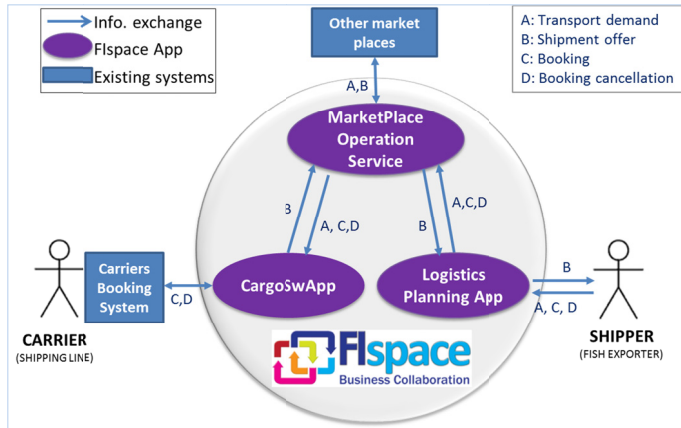 Info. exchange
FIspace App
Existing systems
Other market
places
A: Transport demand
B: Shipment offer
C: Booking
D: Booking cancellation
A,B
MarketPlace
Operation
Service
B
A, C,D
B
A,C,D
Carriers
Booking
System
C,D
CargoSwApp
Logistics
Planning App
B
A, C, D
CARRIER
(SHIPPING LINE)
SHIPPER
(FISH EXPORTER)
FIspace
Business Collaboration